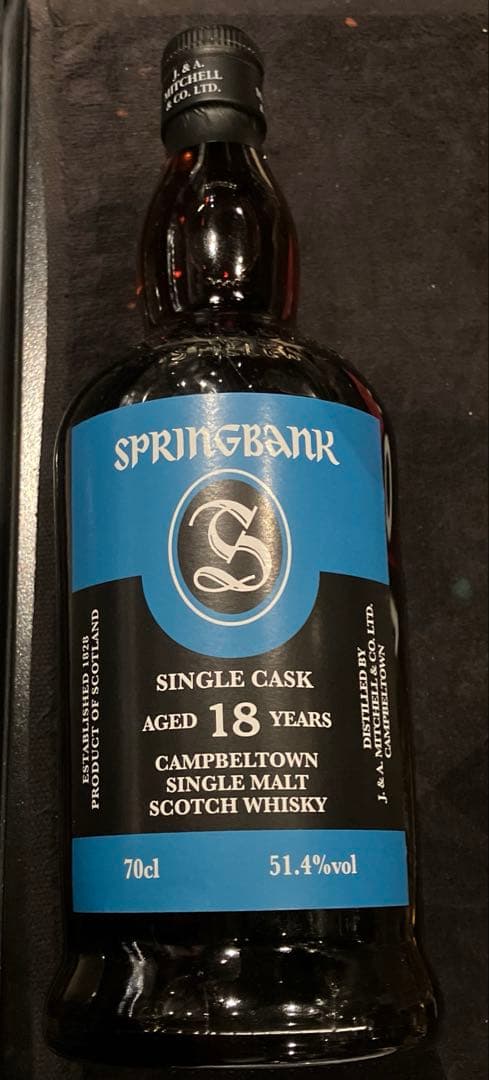 J. & A.
MITCHELL
& CO. LTD.
SPRINGBANK
S
SINGLE CASK
AGED 18 YEARS
CAMPBELTOWN
SINGLE MALT
SCOTCH WHISKY
ESTABLISHED 1828
PRODUCT OF SCOTLAND
DISTILLED BY
J. & A. MITCHELL & CO. LTD.
CAMPBELTOWN
70cl 51.4%vol